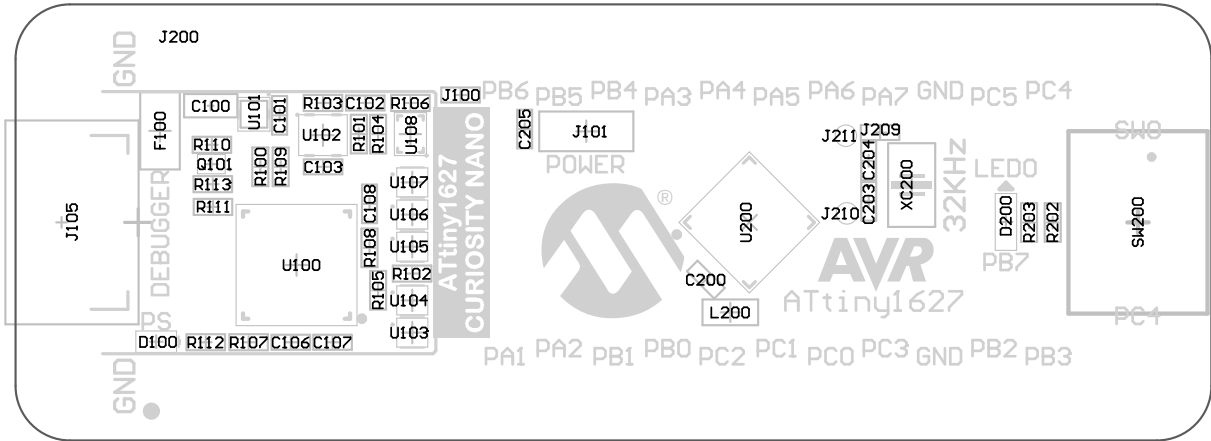 GND
J200
C100
U101
C101
R103
C102
R106
J100
PB6
PB5
PB4
PA3
PA4
PA5
PA6
PA7
GND
PC5
PC4
F100
R110
Q101
R113
R111
R100
R109
U102
C103
R101
R104
U108
C205
J101
POWER
J211
J209
C204
C203
J210
XC200
32KHz
LED0
D200
PB7
R203
R202
SW0
SW200
PC4
J105
DEBUGGER
PS
U100
C108
R108
R105
U107
U106
U105
R102
U104
U103
ATtiny1627
CURIOSITY NANO
®
U200
C200
L200
AVR
ATtiny1627
D100
R112
R107
C106
C107
PA1
PA2
PB1
PB0
PC2
PC1
PC0
PC3
GND
PB2
PB3
GND